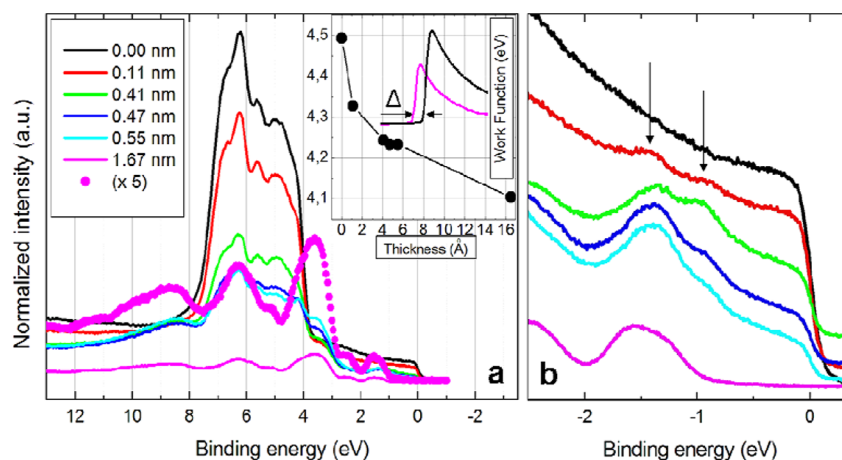 a
0.00 nm
0.11 nm
0.41 nm
0.47 nm
0.55 nm
1.67 nm
(x 5)
Normalized intensity (a.u.)
12 10 8 6 4 2 0 -2
Binding energy (eV)
a
4,5
4,4
4,3
4,2
4,1
Δ
Work Function (eV)
0 2 4 6 8 10 12 14 16
Thickness (Å)
b
-2 -1 0
Binding energy (eV)
b